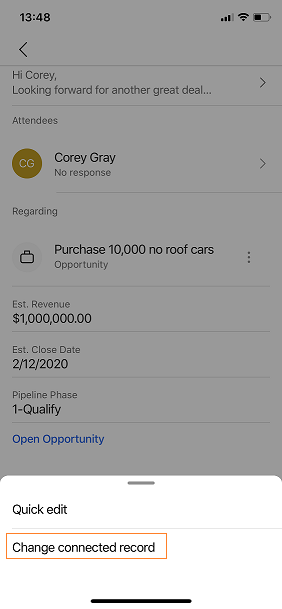 13:48
Hi Corey,
Looking forward for another great deal...
Attendees
CG
Corey Gray
No response
Regarding
Purchase 10,000 no roof cars
Opportunity
Est. Revenue
$1,000,000.00
Est. Close Date
2/12/2020
Pipeline Phase
1-Qualify
Open Opportunity
Quick edit
Change connected record